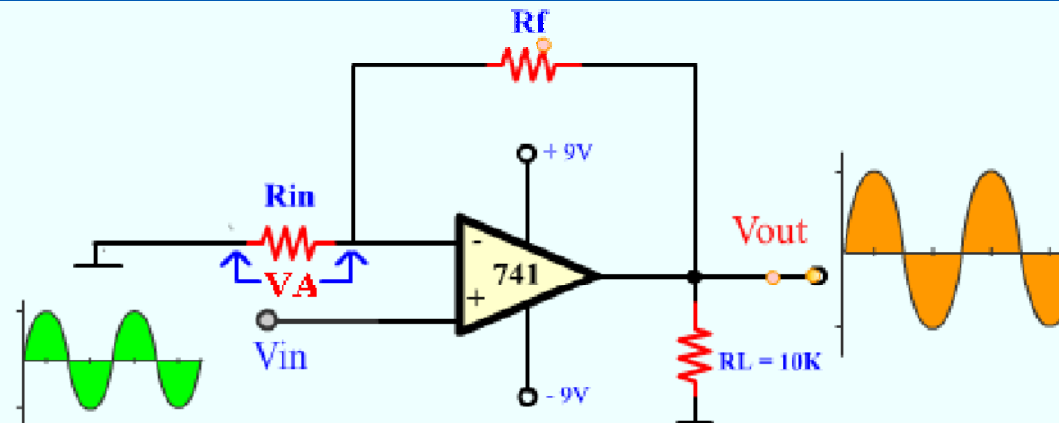 Rf
+ 9V
Rin
-
741
Vout
VA
+
Vin
RL = 10K
- 9V